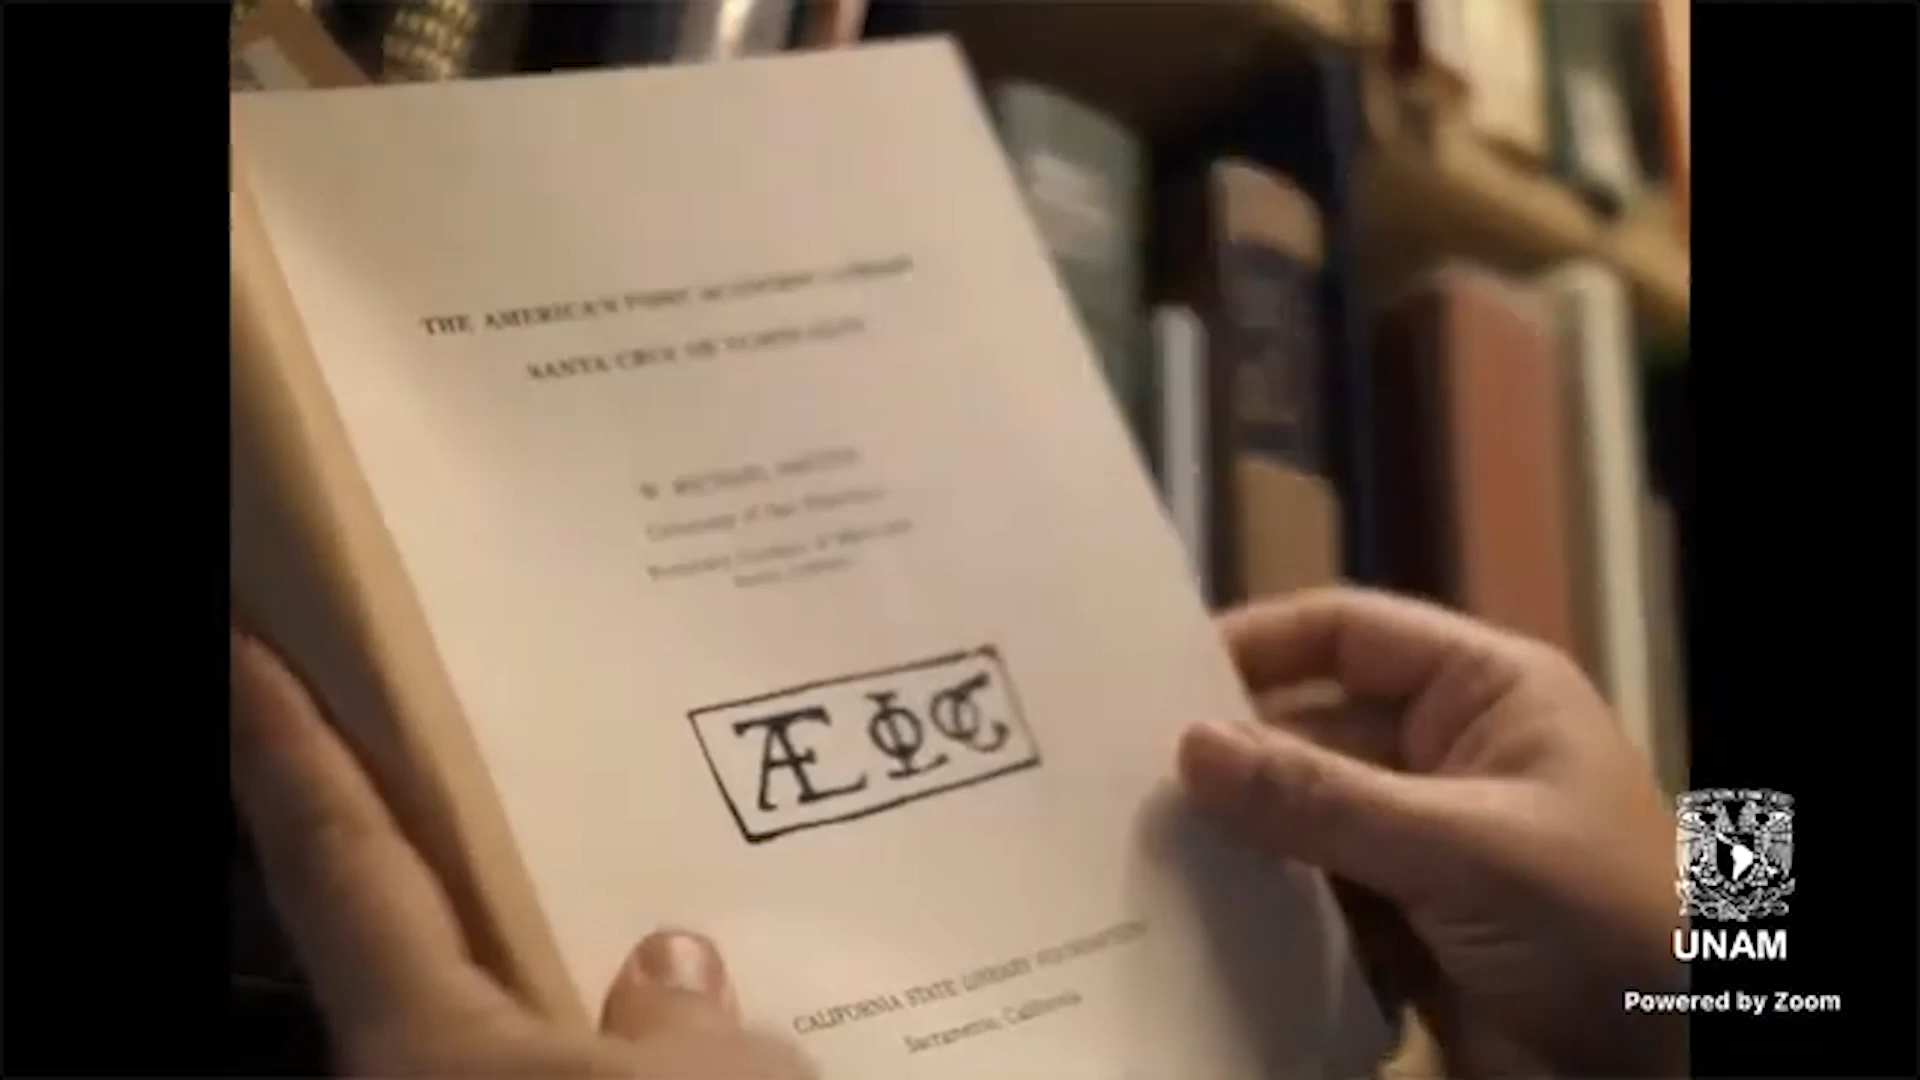 THE AMERICA'S FIRST ACADEMIC LIBRARY
SANTA CRUZ DE TLATELOLCO
W. MICHAEL MATHES
University of San Francisco
CALIFORNIA STATE LIBRARY FOUNDATION
Sacramento, California
UNAM
Powered by Zoom